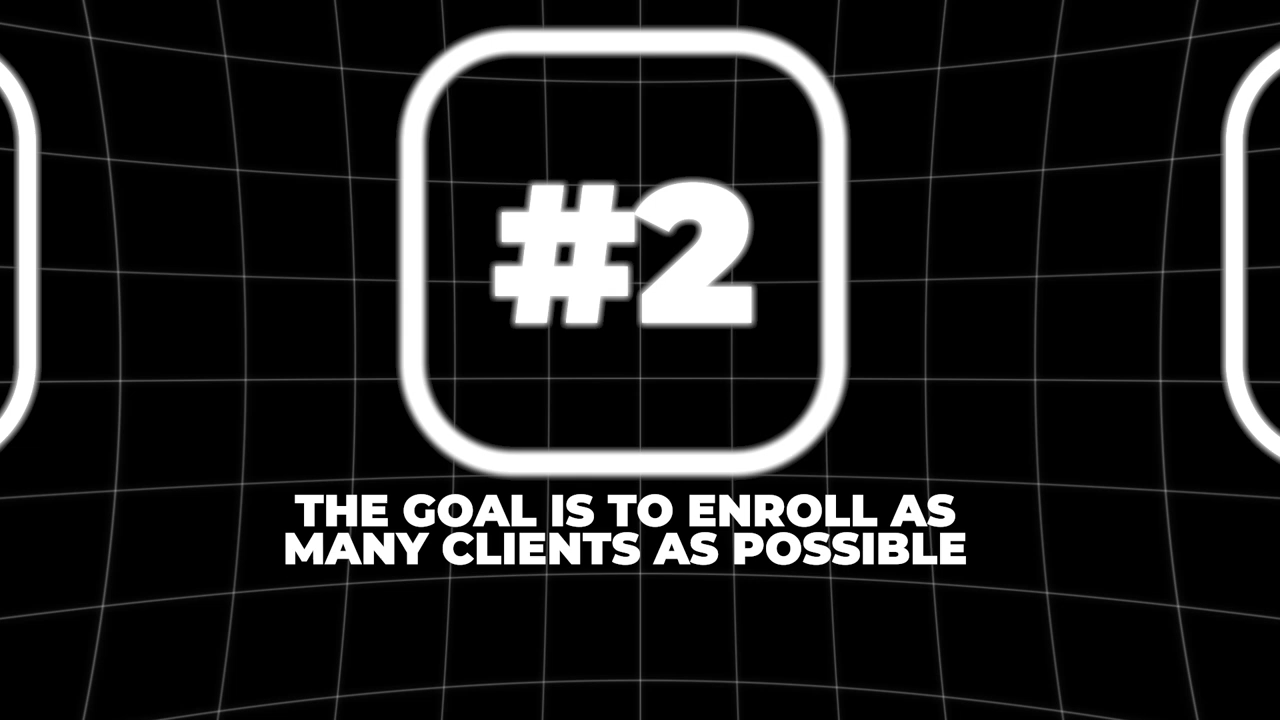 #2
THE GOAL IS TO ENROLL AS
MANY CLIENTS AS POSSIBLE